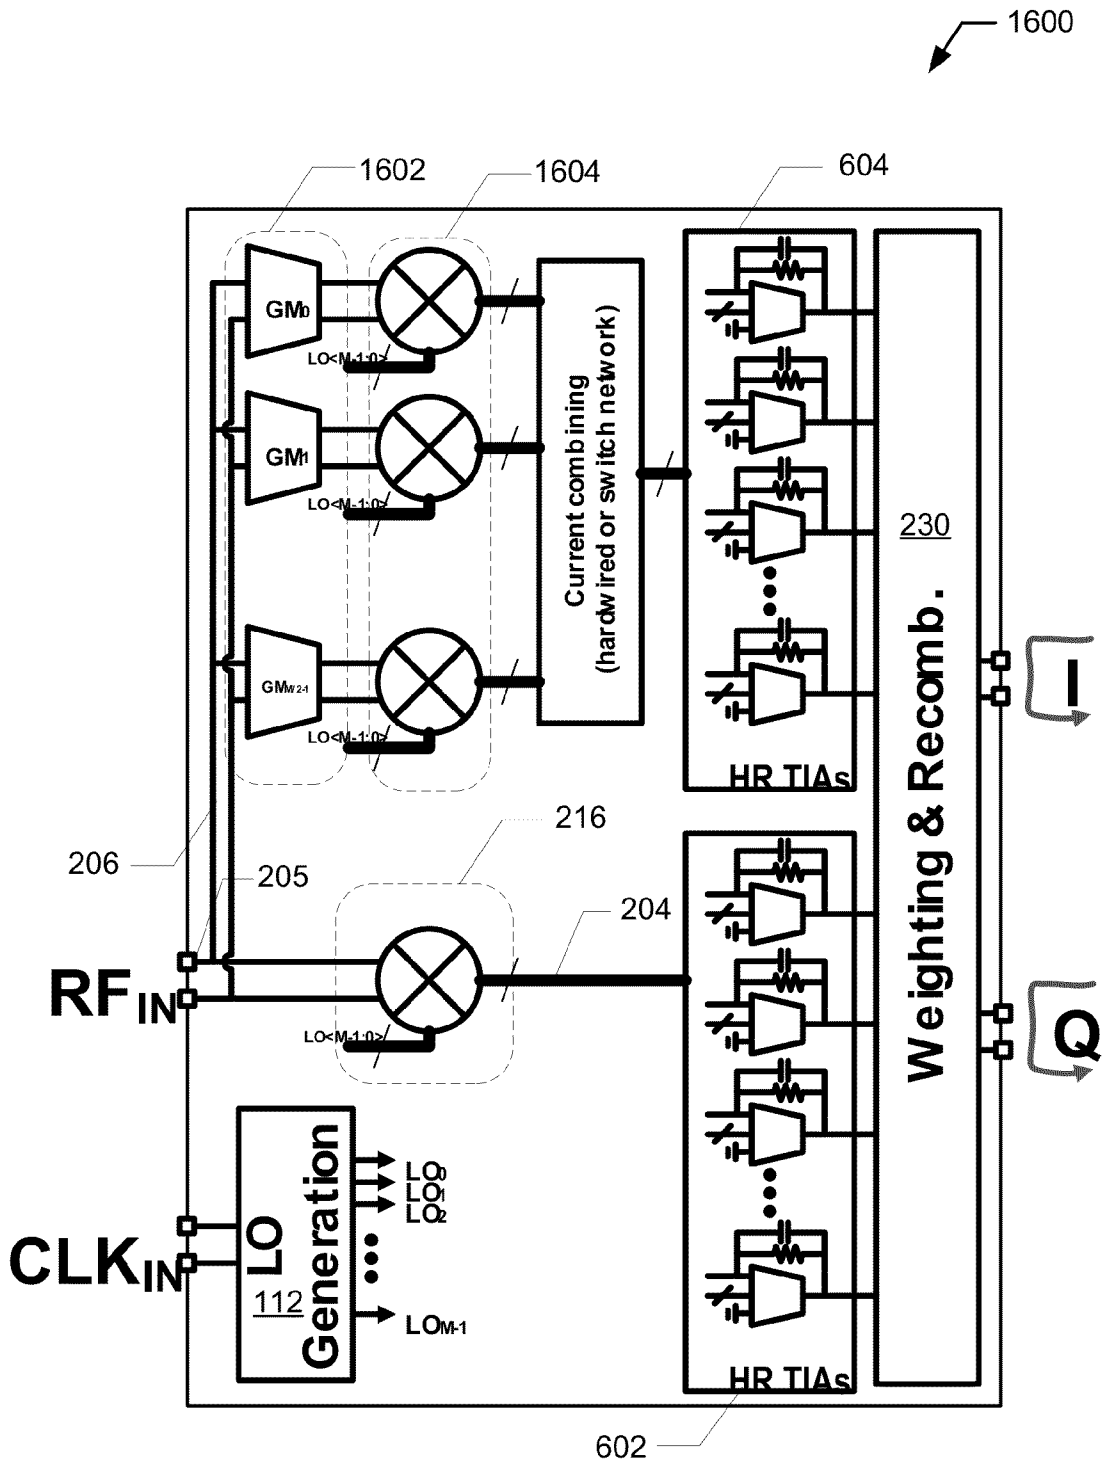 1600
1602
1604
604
GM0
LO<M-1:0>
GM1
LO<M-1:0>
GMM/2-1
LO<M-1:0>
Current combining
(hardwired or switch network)
HR TIAs
230
Weighting & Recomb.
I
Q
206
205
216
204
RFIN
LO<M-1:0>
CLKIN
LO
Generation
112
LO0
LO1
LO2
LOM-1
HR TIAs
602